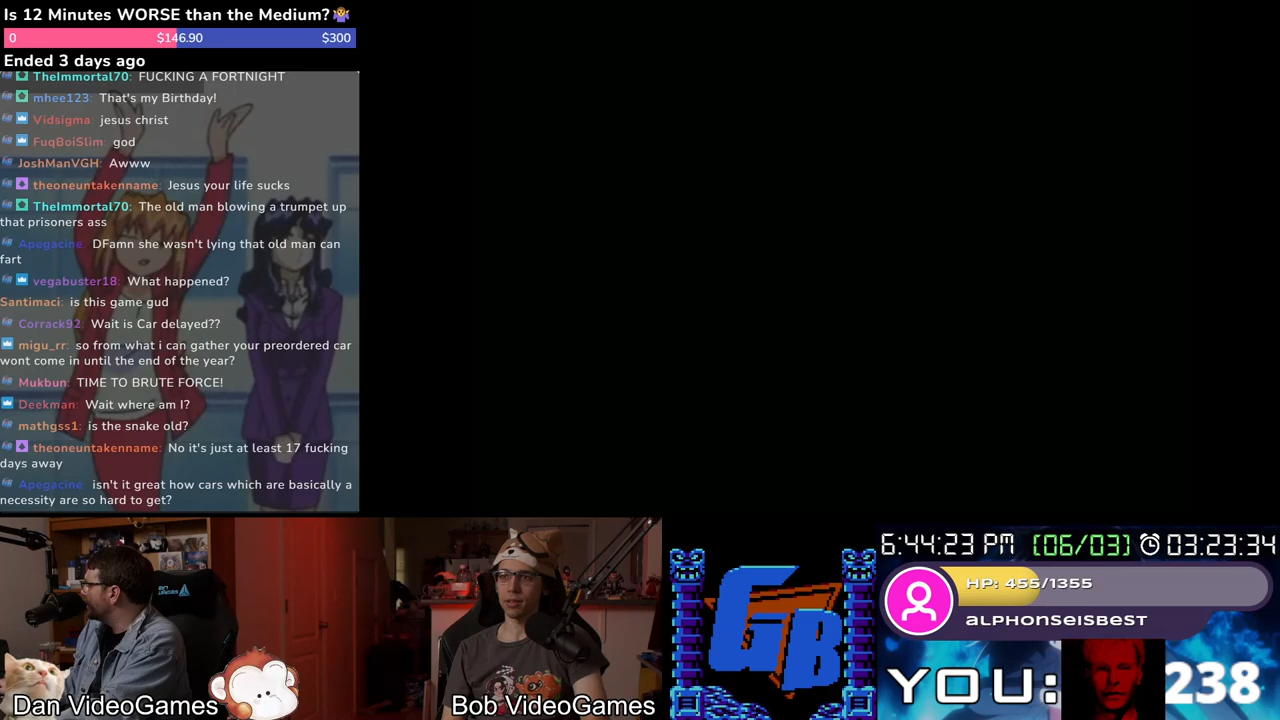 Is 12 Minutes WORSE than the Medium?🤷‍♀️
0 $146.90 $300
Ended 3 days ago
TheImmortal70: FUCKING A FORTNIGHT
mhee123: That's my Birthday!
Vidsigma: jesus christ
FuqBoiSlim: god
JoshManVGH: Awww
theoneuntakenname: Jesus your life sucks
TheImmortal70: The old man blowing a trumpet up
that prisoners ass
Apegacine: DFamn she wasn't lying that old man can
fart
vegabuster18: What happened?
Santimaci: is this game gud
Corrack92: Wait is Car delayed??
migu_rr: so from what i can gather your preordered car
wont come in until the end of the year?
Mukbun: TIME TO BRUTE FORCE!
Deekman: Wait where am I?
mathgss1: is the snake old?
theoneuntakenname: No it's just at least 17 fucking
days away
Apegacine: isn't it great how cars which are basically a
necessity are so hard to get?
6:44:23 PM [06/03] 03:23:34
HP: 455/1355
ALPHONSEISBEST
GB
YOU: 238
Dan VideoGames
Bob VideoGames